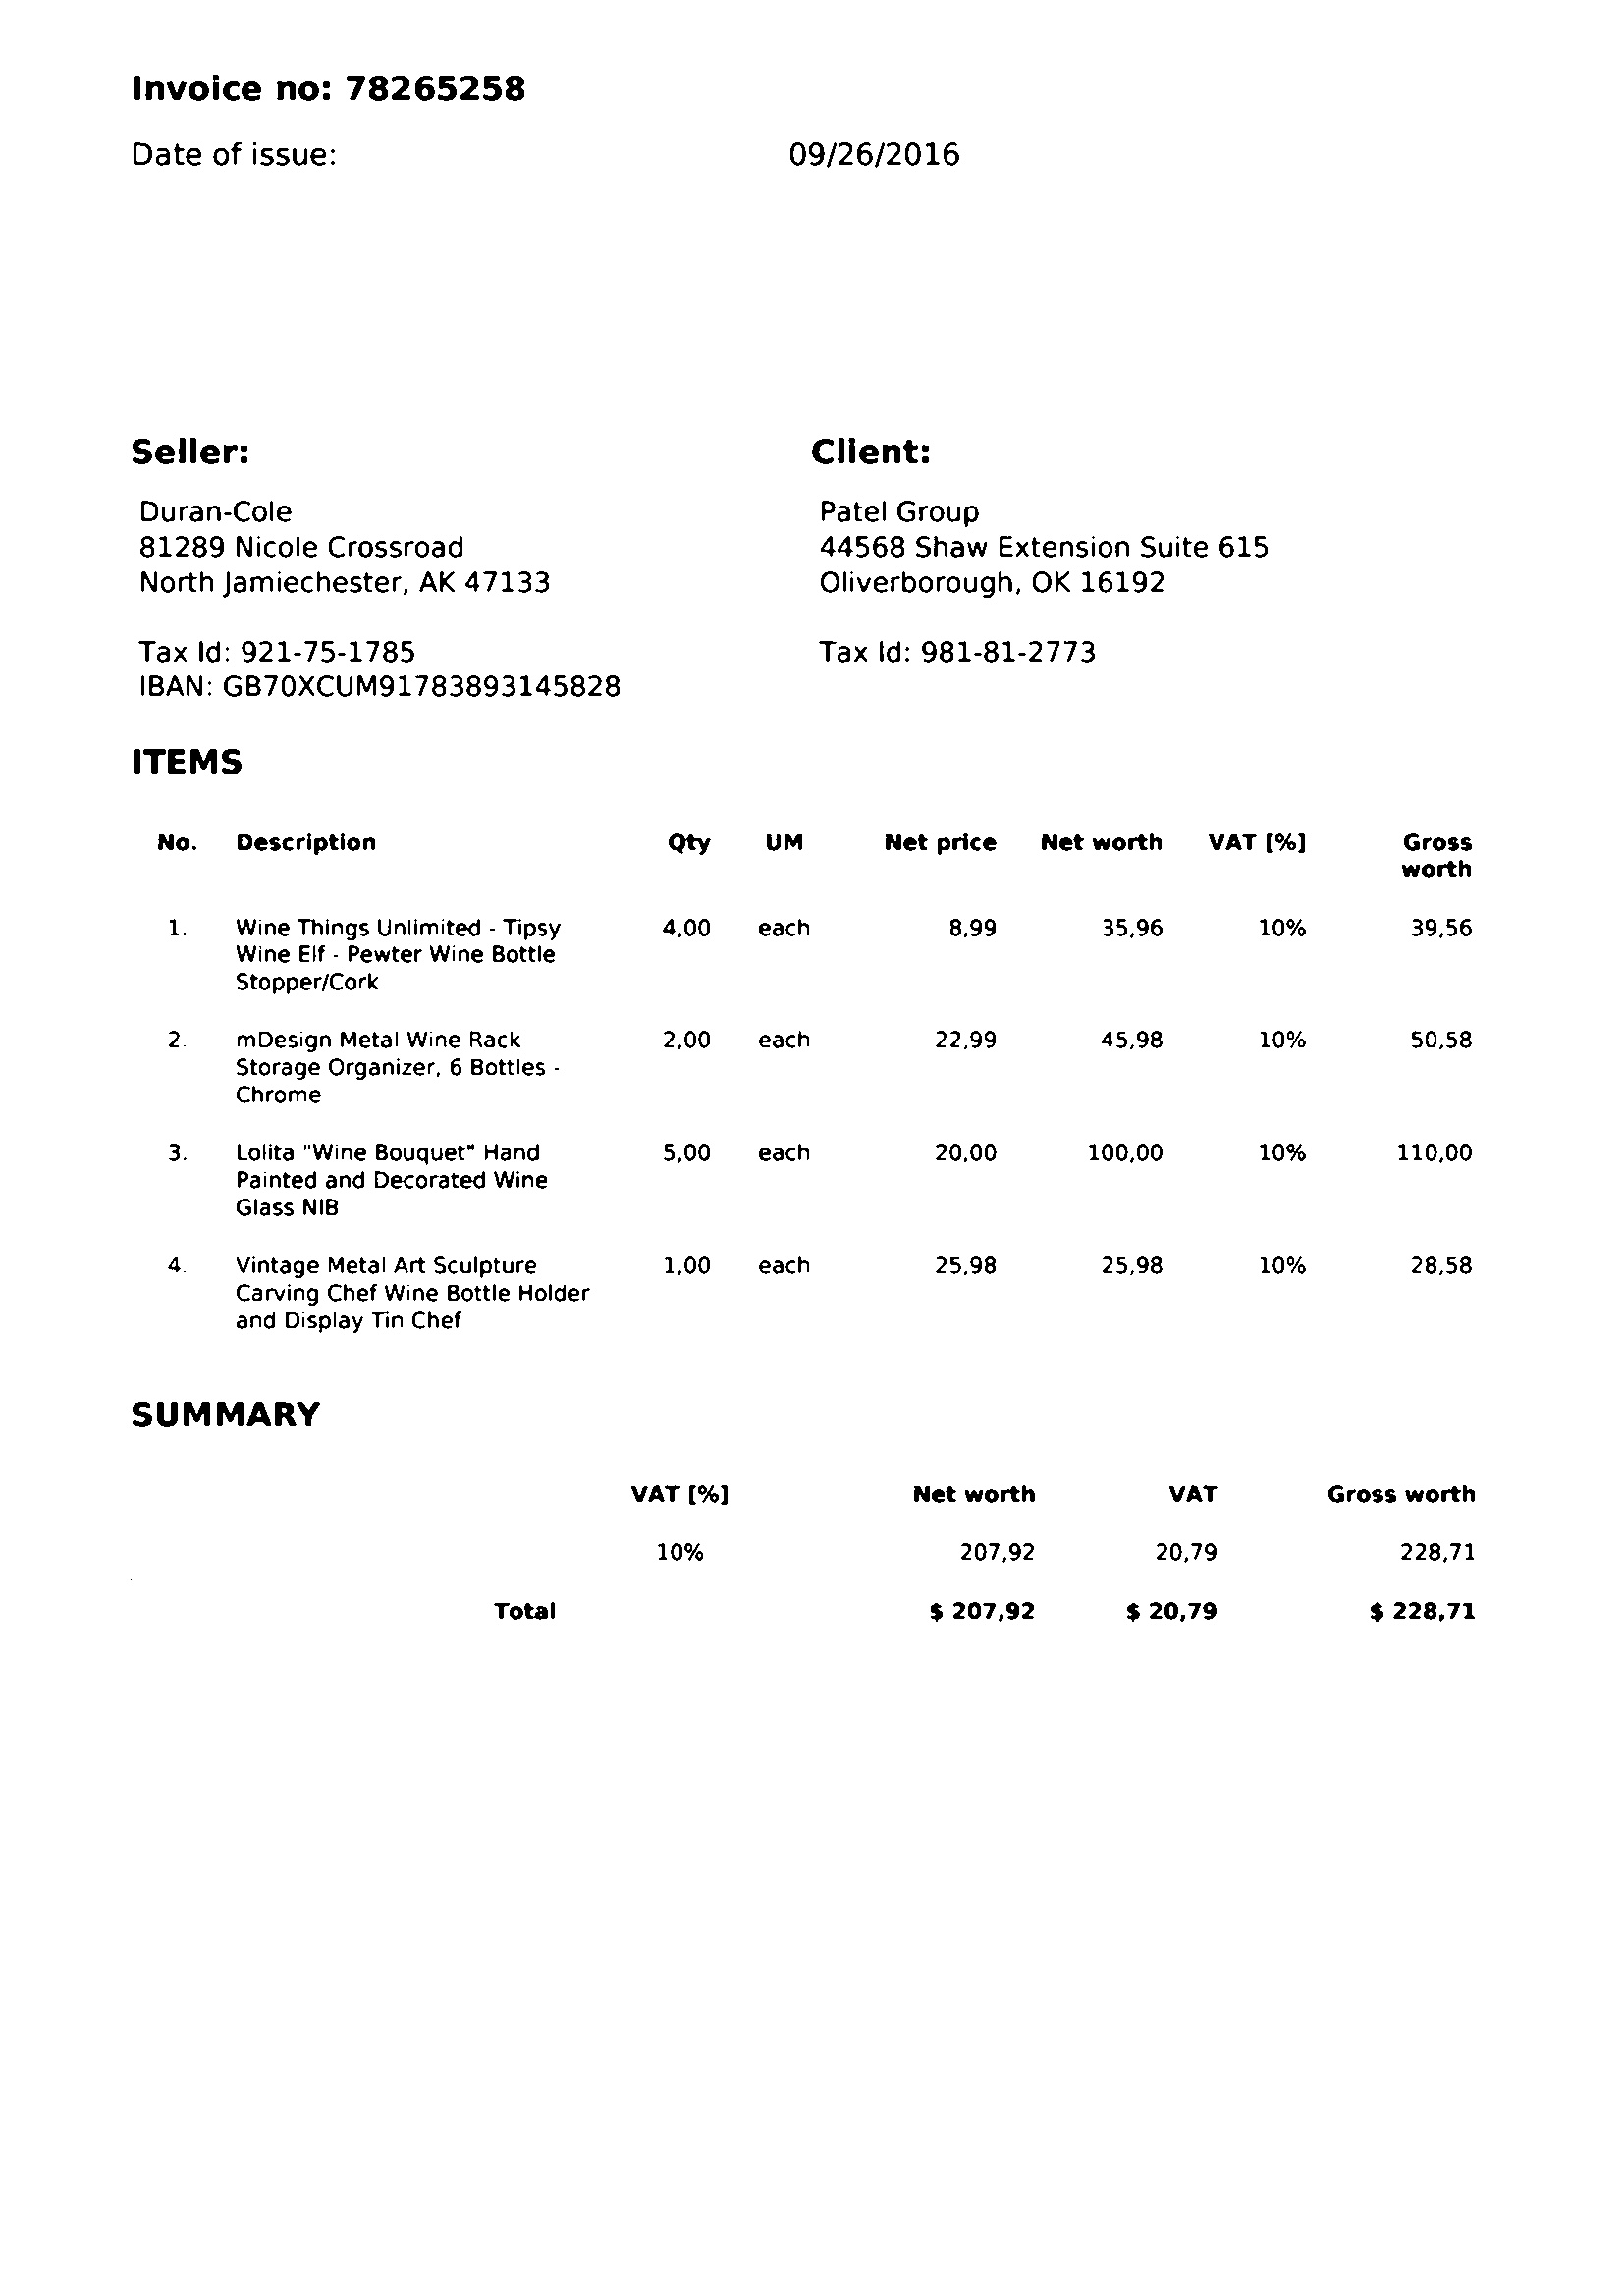 Invoice no: 78265258
Date of issue: 09/26/2016
Seller: Client:
Duran-Cole Patel Group
81289 Nicole Crossroad 44568 Shaw Extension Suite 615
North Jamiechester, AK 47133 Oliverborough, OK 16192
Tax Id: 921-75-1785 Tax Id: 981-81-2773
IBAN: GB70XCUM91783893145828
ITEMS
No. Description Qty UM Net price Net worth VAT [%] Gross
worth
1. Wine Things Unlimited - Tipsy 4,00 each 8,99 35,96 10% 39,56
Wine Elf - Pewter Wine Bottle
Stopper/Cork
2. mDesign Metal Wine Rack 2,00 each 22,99 45,98 10% 50,58
Storage Organizer, 6 Bottles -
Chrome
3. Lolita "Wine Bouquet" Hand 5,00 each 20,00 100,00 10% 110,00
Painted and Decorated Wine
Glass NIB
4. Vintage Metal Art Sculpture 1,00 each 25,98 25,98 10% 28,58
Carving Chef Wine Bottle Holder
and Display Tin Chef
SUMMARY
VAT [%] Net worth VAT Gross worth
10% 207,92 20,79 228,71
Total $ 207,92 $ 20,79 $ 228,71